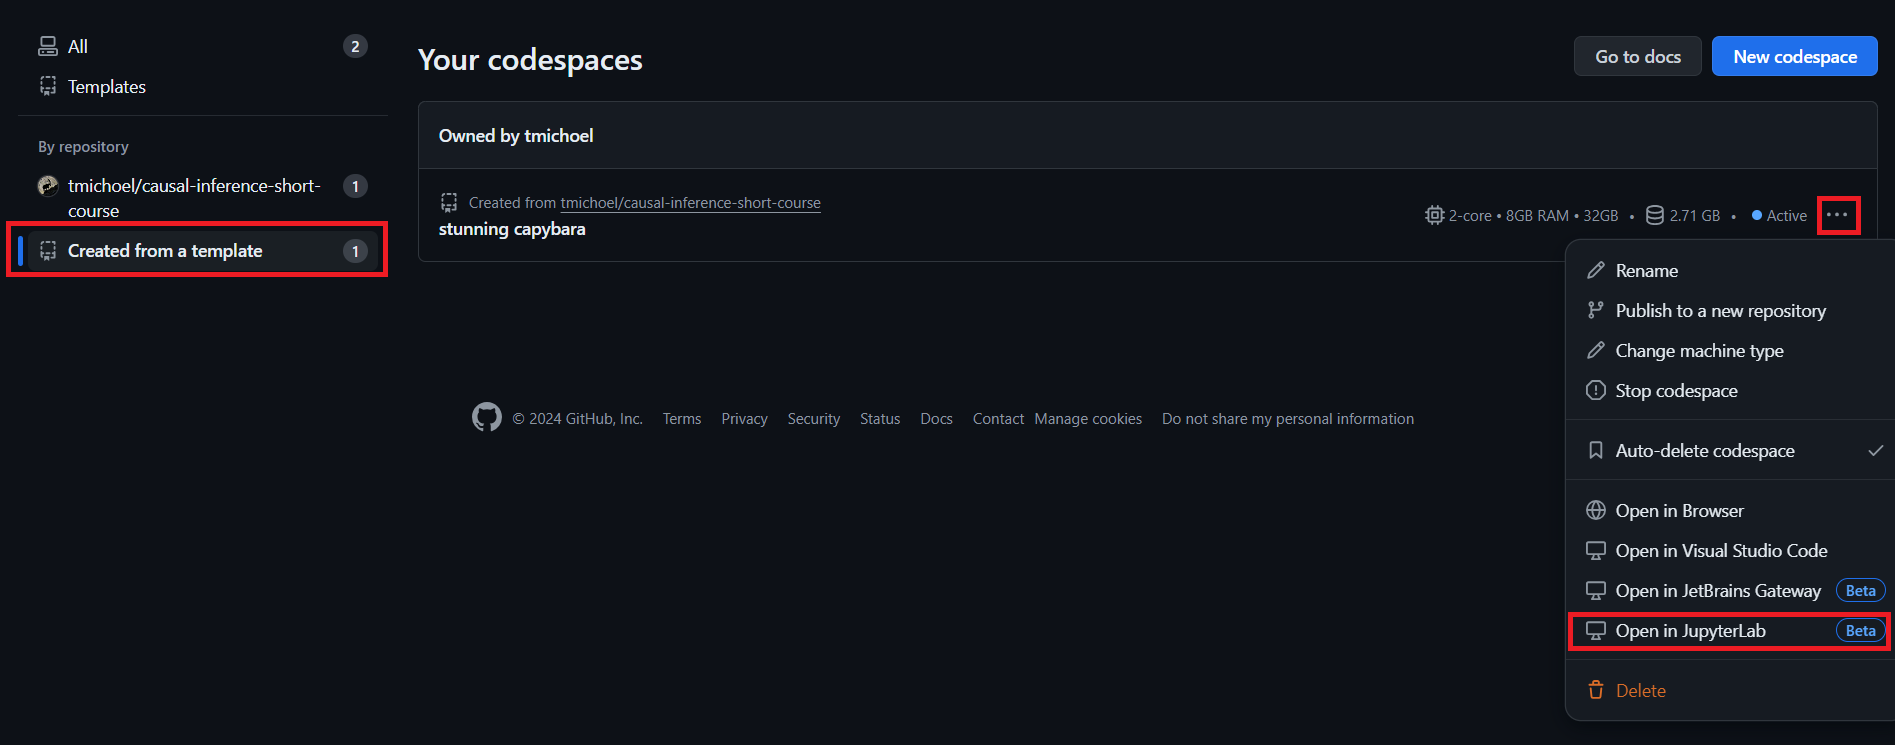 All 2
Templates
By repository
tmichoel/causal-inference-short-
course
1
Created from a template 1
Your codespaces
Go to docs
New codespace
Owned by tmichoel
Created from tmichoel/causal-inference-short-course
stunning capybara
2-core • 8GB RAM • 32GB • 2.71 GB • Active ···
Rename
Publish to a new repository
Change machine type
Stop codespace
Auto-delete codespace
Open in Browser
Open in Visual Studio Code
Open in JetBrains Gateway Beta
Open in JupyterLab Beta
Delete
© 2024 GitHub, Inc. Terms Privacy Security Status Docs Contact Manage cookies Do not share my personal information